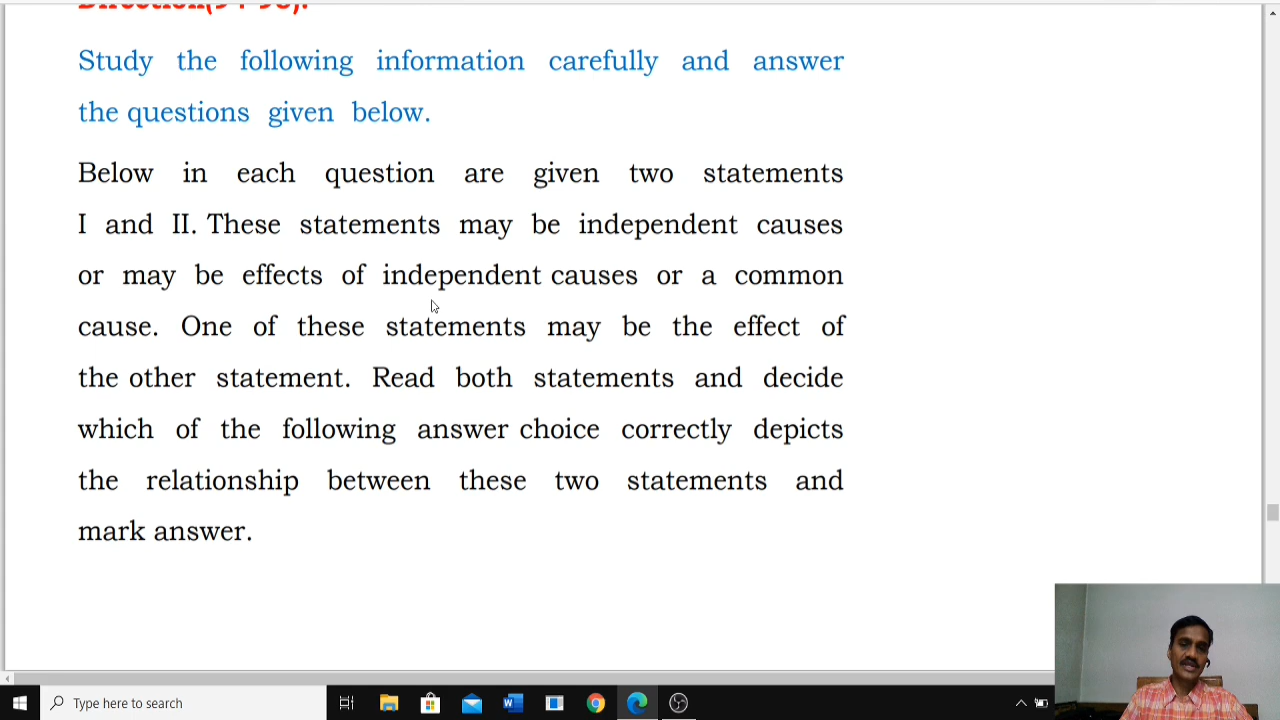 Study the following information carefully and answer
the questions given below.
Below in each question are given two statements
I and II. These statements may be independent causes
or may be effects of independent causes or a common
cause. One of these statements may be the effect of
the other statement. Read both statements and decide
which of the following answer choice correctly depicts
the relationship between these two statements and
mark answer.
Type here to search